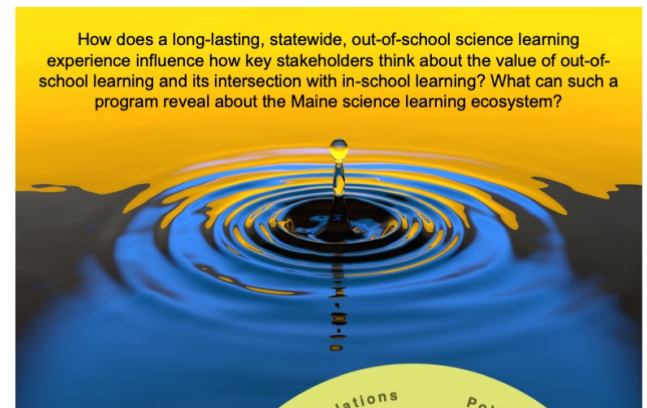 How does a long-lasting, statewide, out-of-school science learning
experience influence how key stakeholders think about the value of out-of-
school learning and its intersection with in-school learning? What can such a
program reveal about the Maine science learning ecosystem?